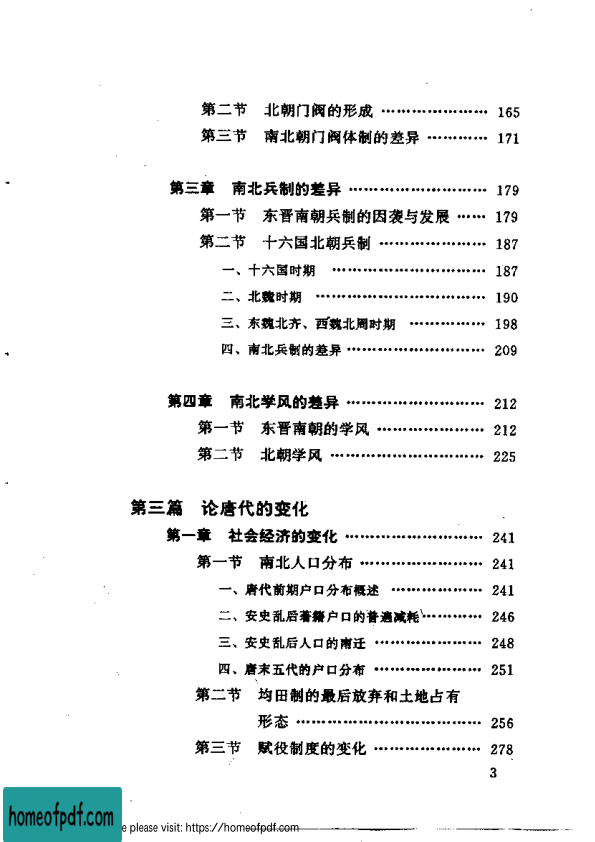 第二节 北朝门阀的形成 …………………… 165
第三节 南北朝门阀体制的差异 ………… 171
第三章 南北兵制的差异 ……………………… 179
第一节 东晋南朝兵制的因袭与发展 …… 179
第二节 十六国北朝兵制 ………………… 187
一、十六国时期 ………………………… 187
二、北魏时期 …………………………… 190
三、东魏北齐、西魏北周时期 …………… 198
四、南北兵制的差异 ……………………… 209
第四章 南北学风的差异 ……………………… 212
第一节 东晋南朝的学风 ………………… 212
第二节 北朝学风 ………………………… 225
第三篇 论唐代的变化
第一章 社会经济的变化 ……………………… 241
第一节 南北人口分布 …………………… 241
一、唐代前期户口分布概述 ……………… 241
二、安史乱后著籍户口的普遍减耗 ………… 246
三、安史乱后人口的南迁 ………………… 248
四、唐末五代的户口分布 ………………… 251
第二节 均田制的最后放弃和土地占有
形态 ……………………………… 256
第三节 赋役制度的变化 ………………… 278
3
homeofpdf.com
e please visit: https://homeofpdf.com